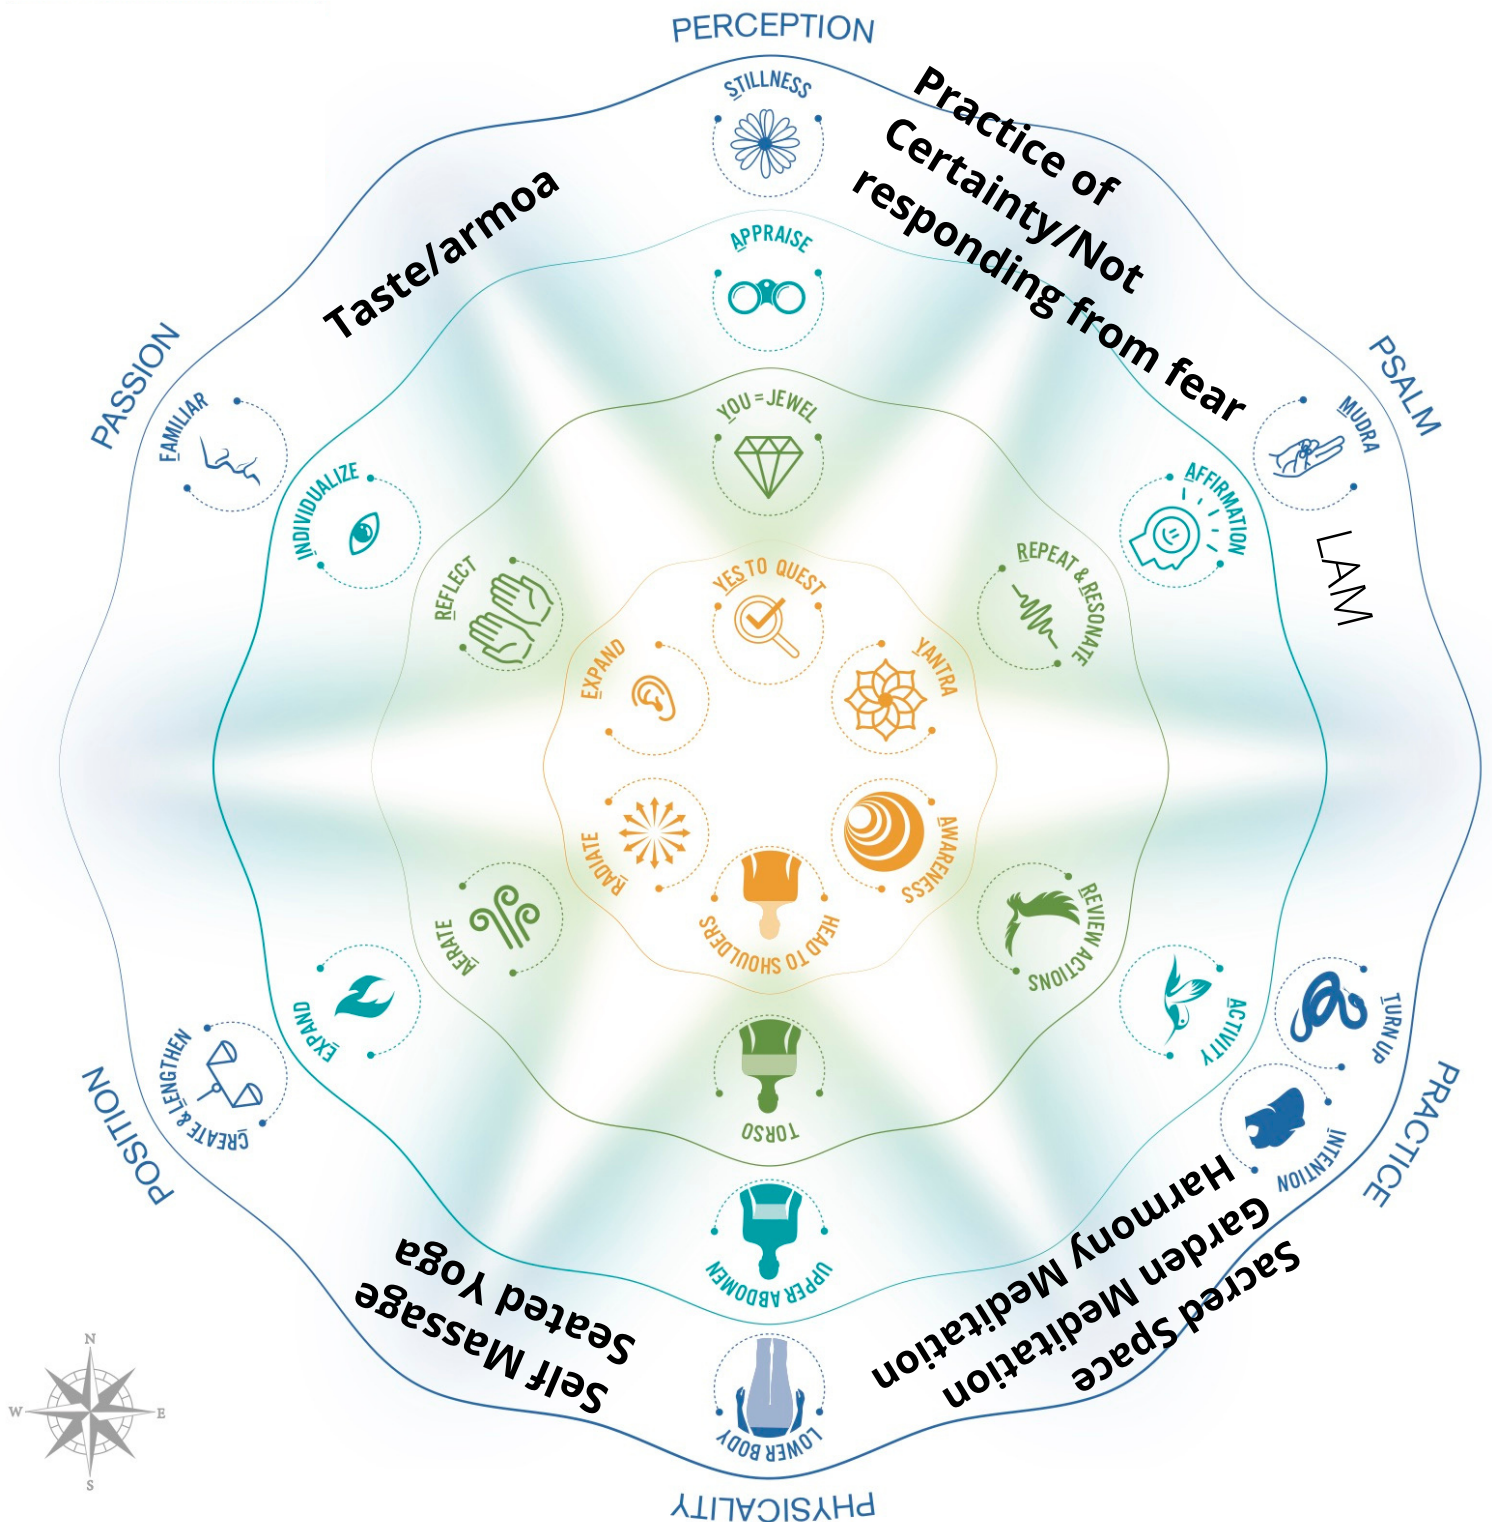 PERCEPTION
STILLNESS
Practice of
Certainty/Not
responding from fear
Taste/armoa
APPRAISE
PASSION
PSALM
FAMILIAR
MUDRA
YOU = JEWEL
INDIVIDUALIZE
AFFIRMATION
LAM
REFLECT
REPEAT & RESONATE
YES TO QUEST
EXPAND
YANTRA
RADIATE
AWARENESS
HEAD TO SHOULDERS
AERATE
REVIEW ACTIONS
EXPAND
ACTIVITY
TURN UP
CREATE & LENGTHEN
TORSO
INTENTION
POSITION
PRACTICE
Sacred Space
Garden Meditation
Harmony Meditation
UPPER ABDOMEN
Self Massage
Seated Yoga
LOWER BODY
PHYSICALITY
N
W
E
S